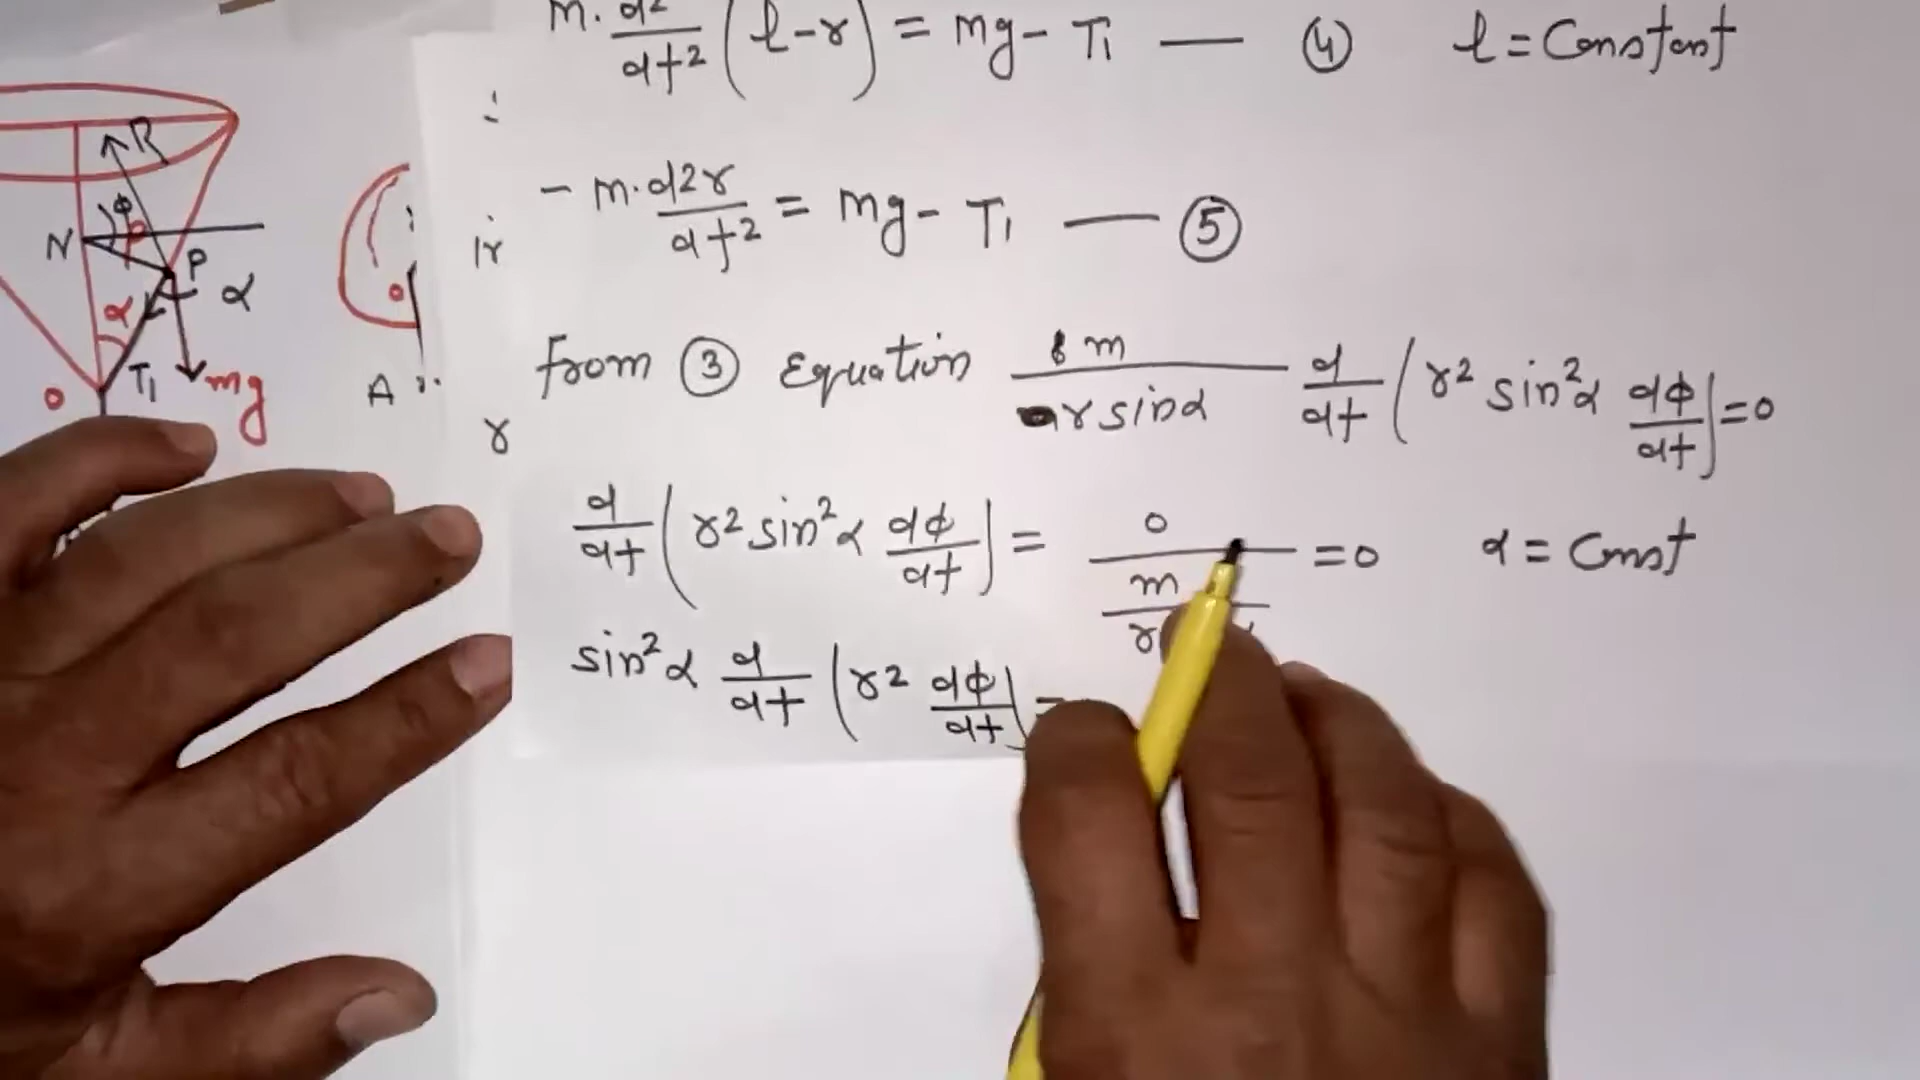 m. d2/dt2 (l-r) = mg - T1 — (4) l = Constant
- m. d2r/dt2 = mg - T1 — (5)
from (3) Equation m/r sinα d/dt (r² sin²α dϕ/dt) = 0
d/dt (r² sin²α dϕ/dt) = 0/m/r = 0 α = Const
sin²α d/dt (r² dϕ/dt) =
R
ϕ
N
P
α
α
T1
mg
O
A
Ir
r